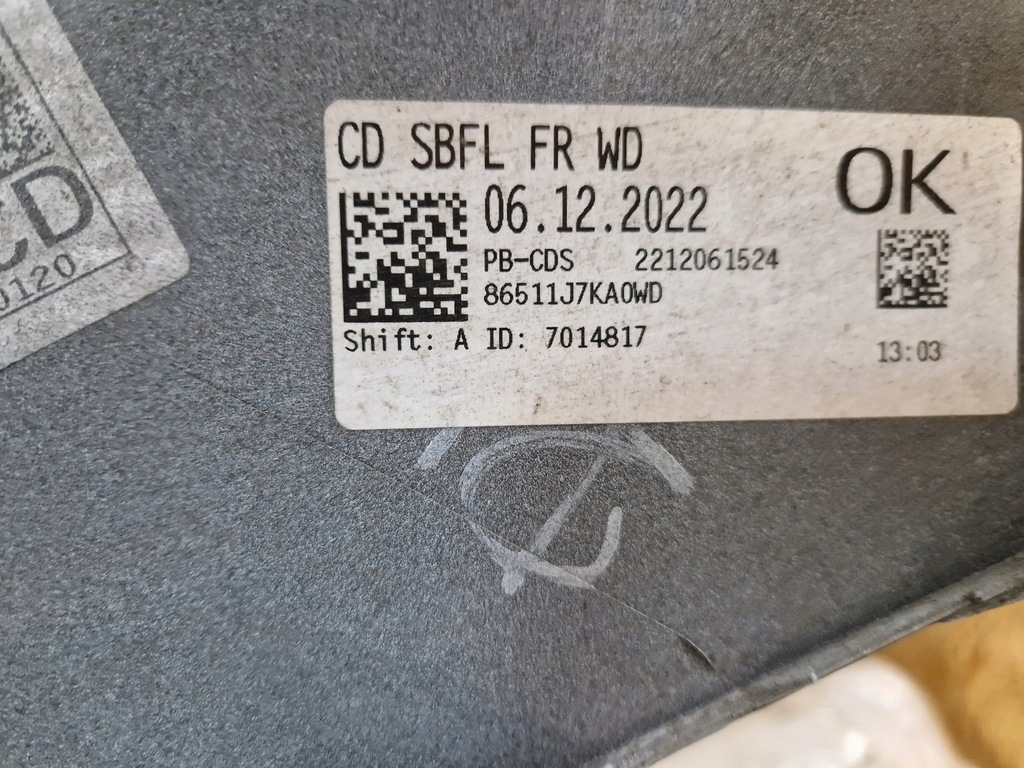 CD SBFL FR WD
OK
06.12.2022
PB-CDS 2212061524
86511J7KA0WD
Shift: A ID: 7014817
13:03
CD
0120